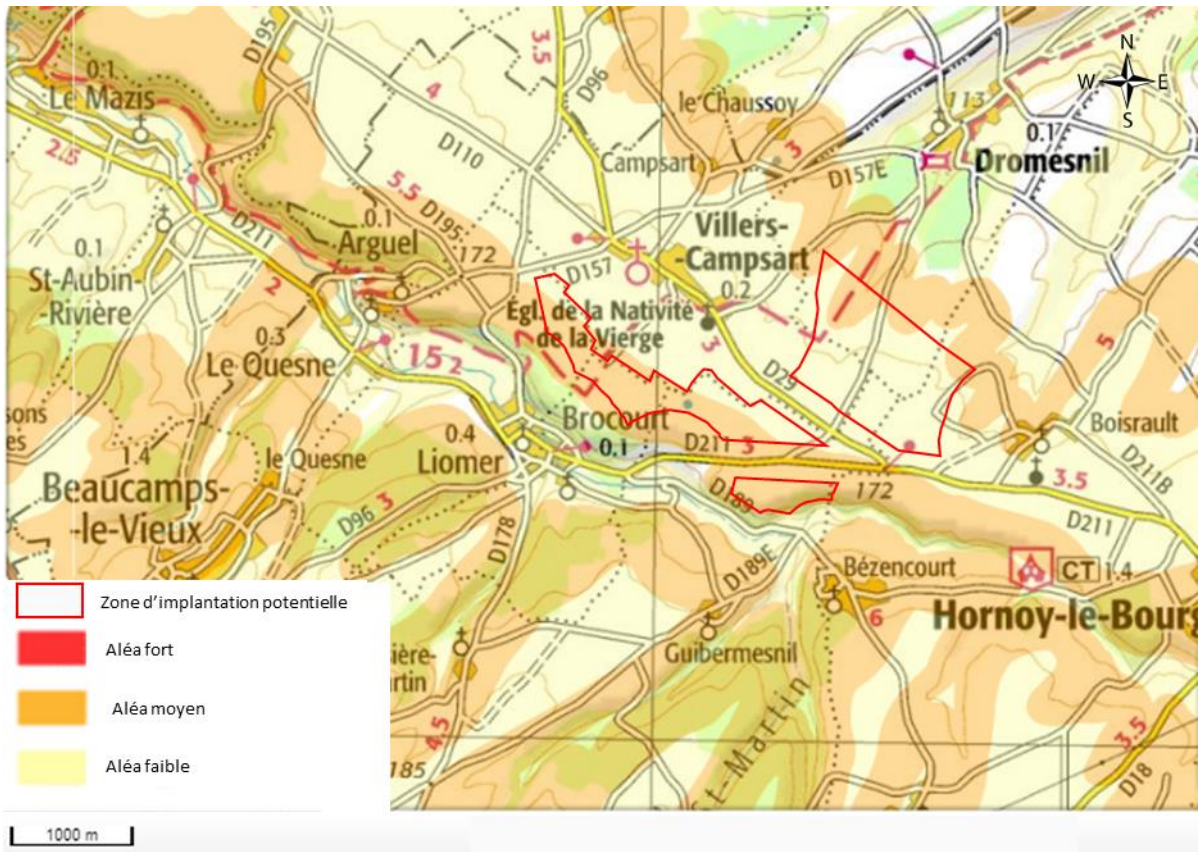 D195
3.5
D96
N
W
E
S
0.1
Le Mazis
4
le Chaussoy
113
0.1
2.5
D110
Campsart
3
D157E
Dromesnil
5.5
D195
D211
0.1
Arguel
172
Villers-
-Campsart
0.1
St-Aubin-
-Rivière
D157
0.2
2
Égl. de la Nativité
de la Vierge
0.3
Le Quesne
15
2
3
D29
5
Brocourt
Boisrault
0.4
0.1
D211
3
Liomer
1.4
le Quesne
D211B
Beaucamps-
-le-Vieux
3
D96
D178
D189
172
3.5
D211
D189E
Bézencourt
CT
1.4
6
Hornoy-le-Bourg
Guibermesnil
St-Martin
4.5
185
3.5
D18
Zone d'implantation potentielle
Aléa fort
Aléa moyen
Aléa faible
1000 m